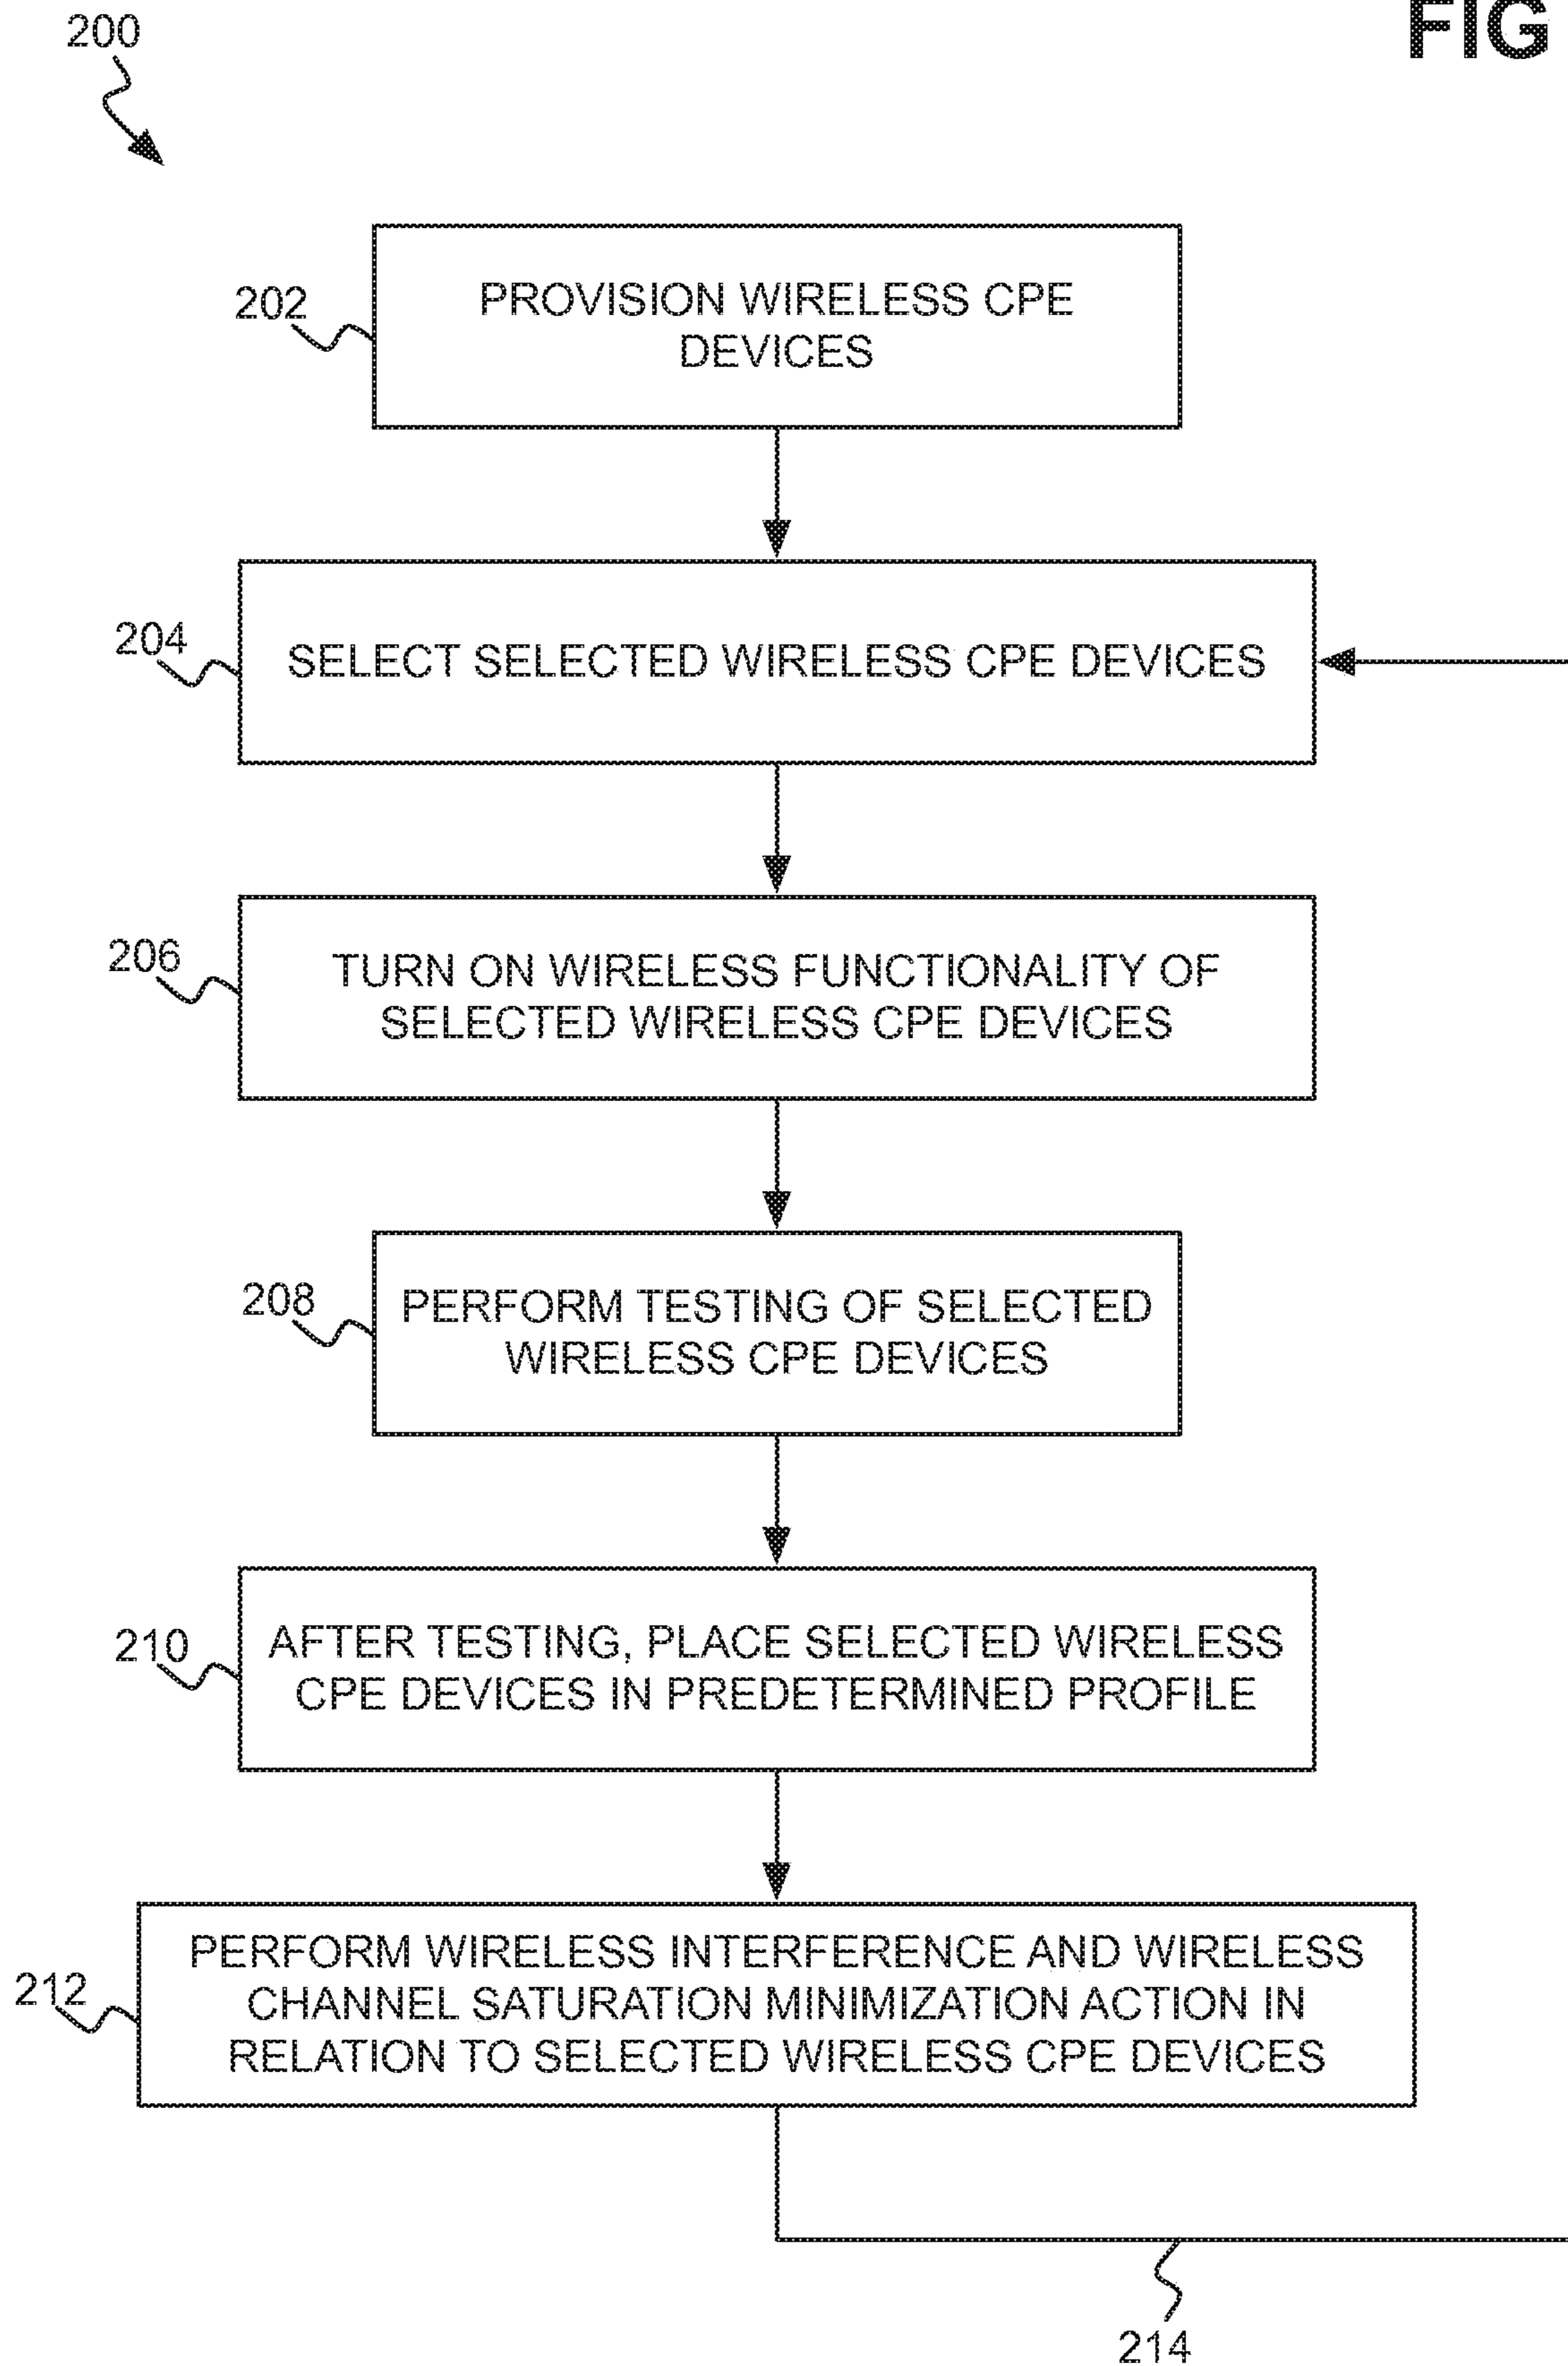 FIG
200
202
PROVISION WIRELESS CPE
DEVICES
204
SELECT SELECTED WIRELESS CPE DEVICES
206
TURN ON WIRELESS FUNCTIONALITY OF
SELECTED WIRELESS CPE DEVICES
208
PERFORM TESTING OF SELECTED
WIRELESS CPE DEVICES
210
AFTER TESTING, PLACE SELECTED WIRELESS
CPE DEVICES IN PREDETERMINED PROFILE
212
PERFORM WIRELESS INTERFERENCE AND WIRELESS
CHANNEL SATURATION MINIMIZATION ACTION IN
RELATION TO SELECTED WIRELESS CPE DEVICES
214